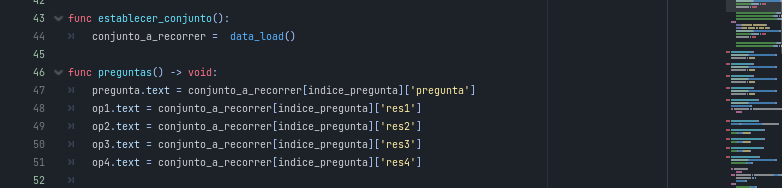 42
43 func establecer_conjunto():
44 conjunto_a_recorrer = data_load()
45
46 func preguntas() -> void:
47 pregunta.text = conjunto_a_recorrer[indice_pregunta]['pregunta']
48 op1.text = conjunto_a_recorrer[indice_pregunta]['res1']
49 op2.text = conjunto_a_recorrer[indice_pregunta]['res2']
50 op3.text = conjunto_a_recorrer[indice_pregunta]['res3']
51 op4.text = conjunto_a_recorrer[indice_pregunta]['res4']
52